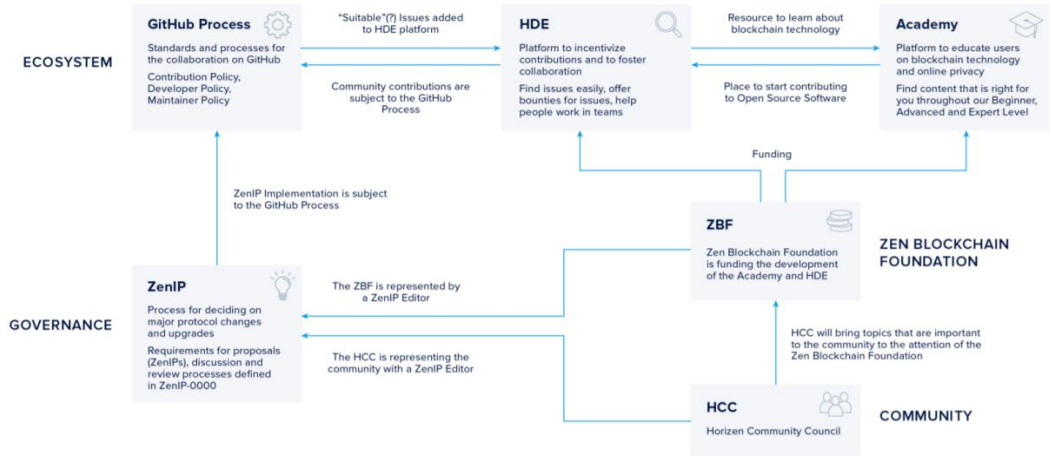 GitHub Process
Standards and processes for
the collaboration on GitHub
Contribution Policy,
Developer Policy,
Maintainer Policy
"Suitable"(?) Issues added
to HDE platform
Community contributions are
subject to the GitHub
Process
HDE
Platform to incentivize
contributions and to foster
collaboration
Find issues easily, offer
bounties for issues, help
people work in teams
Resource to learn about
blockchain technology
Place to start contributing
to Open Source Software
Academy
Platform to educate users
on blockchain technology
and online privacy
Find content that is right for
you throughout our Beginner,
Advanced and Expert Level
ECOSYSTEM
Funding
ZenIP Implementation is subject
to the GitHub Process
ZBF
Zen Blockchain Foundation
is funding the development
of the Academy and HDE
ZEN BLOCKCHAIN
FOUNDATION
GOVERNANCE
ZenIP
Process for deciding on
major protocol changes
and upgrades
Requirements for proposals
(ZenIPs), discussion and
review processes defined
in ZenIP-0000
The ZBF is represented by
a ZenIP Editor
The HCC is representing the
community with a ZenIP Editor
HCC will bring topics that are important
to the community to the attention of the
Zen Blockchain Foundation
HCC
Horizen Community Council
COMMUNITY